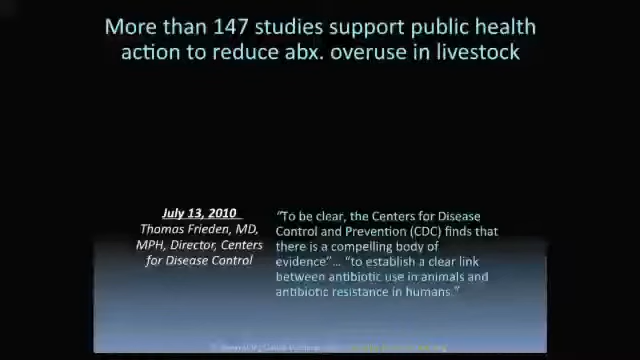 More than 147 studies support public health
action to reduce abx. overuse in livestock
July 13, 2010
Thomas Frieden, MD,
MPH, Director, Centers
for Disease Control
"To be clear, the Centers for Disease
Control and Prevention (CDC) finds that
there is a compelling body of
evidence"… "to establish a clear link
between antibiotic use in animals and
antibiotic resistance in humans."